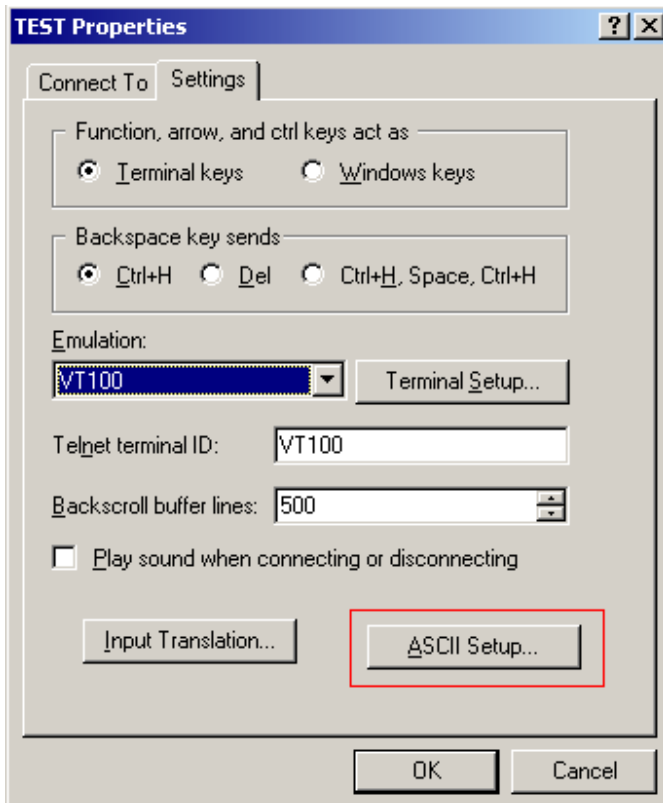 TEST Properties
Connect To Settings
Function, arrow, and ctrl keys act as
Terminal keys Windows keys
Backspace key sends
Ctrl+H Del Ctrl+H, Space, Ctrl+H
Emulation:
VT100 Terminal Setup...
Telnet terminal ID: VT100
Backscroll buffer lines: 500
Play sound when connecting or disconnecting
Input Translation... ASCII Setup...
OK Cancel